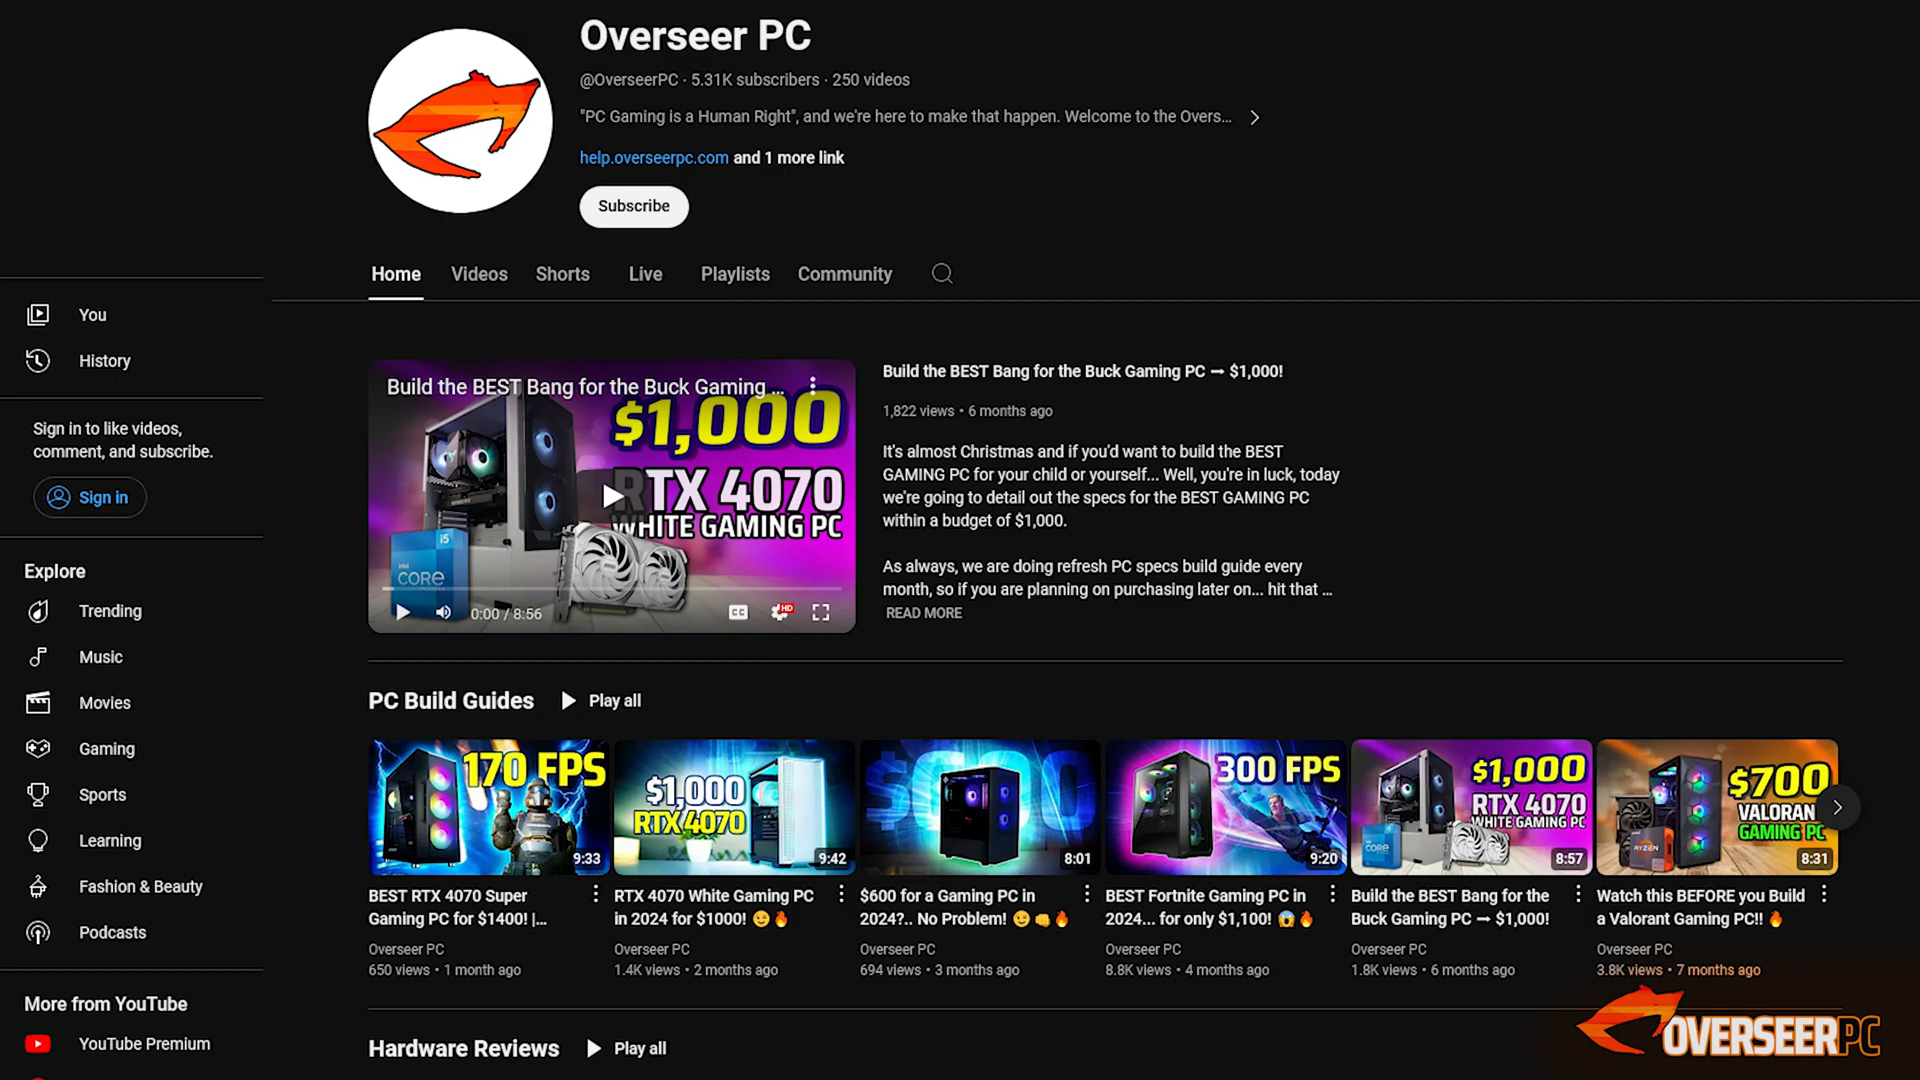 Overseer PC
@OverseerPC · 5.31K subscribers · 250 videos
"PC Gaming is a Human Right", and we're here to make that happen. Welcome to the Overs...
help.overseerpc.com and 1 more link
Subscribe
Home Videos Shorts Live Playlists Community
You
History
Sign in to like videos,
comment, and subscribe.
Sign in
Explore
Trending
Music
Movies
Gaming
Sports
Learning
Fashion & Beauty
Podcasts
More from YouTube
YouTube Premium
Build the BEST Bang for the Buck Gaming ...
$1,000
RTX 4070
WHITE GAMING PC
i5
intel
CORE
0:00 / 8:56
CC
HD
Build the BEST Bang for the Buck Gaming PC ➞ $1,000!
1,822 views • 6 months ago
It's almost Christmas and if you'd want to build the BEST
GAMING PC for your child or yourself... Well, you're in luck, today
we're going to detail out the specs for the BEST GAMING PC
within a budget of $1,000.
As always, we are doing refresh PC specs build guide every
month, so if you are planning on purchasing later on... hit that ...
READ MORE
PC Build Guides Play all
170 FPS
9:33
BEST RTX 4070 Super
Gaming PC for $1400! |...
Overseer PC
650 views • 1 month ago
$1,000
RTX 4070
9:42
RTX 4070 White Gaming PC
in 2024 for $1000! 😉🔥
Overseer PC
1.4K views • 2 months ago
$600
8:01
$600 for a Gaming PC in
2024?.. No Problem! 😉👊🔥
Overseer PC
694 views • 3 months ago
300 FPS
9:20
BEST Fortnite Gaming PC in
2024... for only $1,100! 😱🔥
Overseer PC
8.8K views • 4 months ago
$1,000
RTX 4070
WHITE GAMING PC
CORE
8:57
Build the BEST Bang for the
Buck Gaming PC ➞ $1,000!
Overseer PC
1.8K views • 6 months ago
$700
VALORAN
GAMING PC
RYZEN
8:31
Watch this BEFORE you Build
a Valorant Gaming PC!! 🔥
Overseer PC
3.8K views • 7 months ago
Hardware Reviews Play all
OVERSEERPC